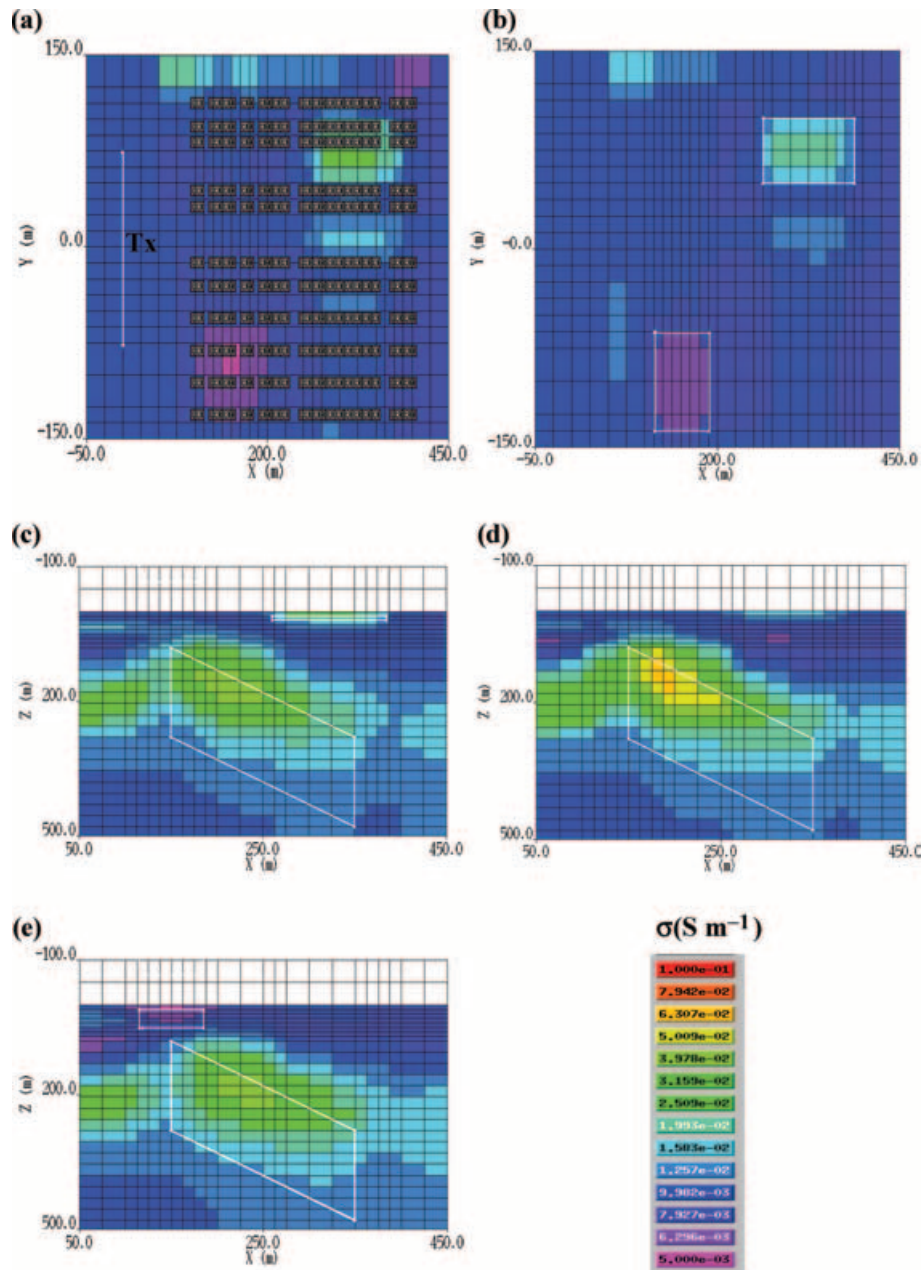 (a)
150.0
Y (m)
0.0
Tx
-150.0
-50.0
200.0
450.0
X (m)
(b)
150.0
Y (m)
-0.0
-150.0
-50.0
200.0
450.0
X (m)
(c)
-100.0
Z (m)
200.0
500.0
50.0
250.0
450.0
X (m)
(d)
-100.0
Z (m)
200.0
500.0
50.0
250.0
450.0
X (m)
(e)
-100.0
Z (m)
200.0
500.0
50.0
250.0
450.0
X (m)
σ(S m⁻¹)
1.000e-01
7.942e-02
6.307e-02
5.009e-02
3.978e-02
3.159e-02
2.509e-02
1.993e-02
1.583e-02
1.257e-02
9.982e-03
7.927e-03
6.296e-03
5.000e-03